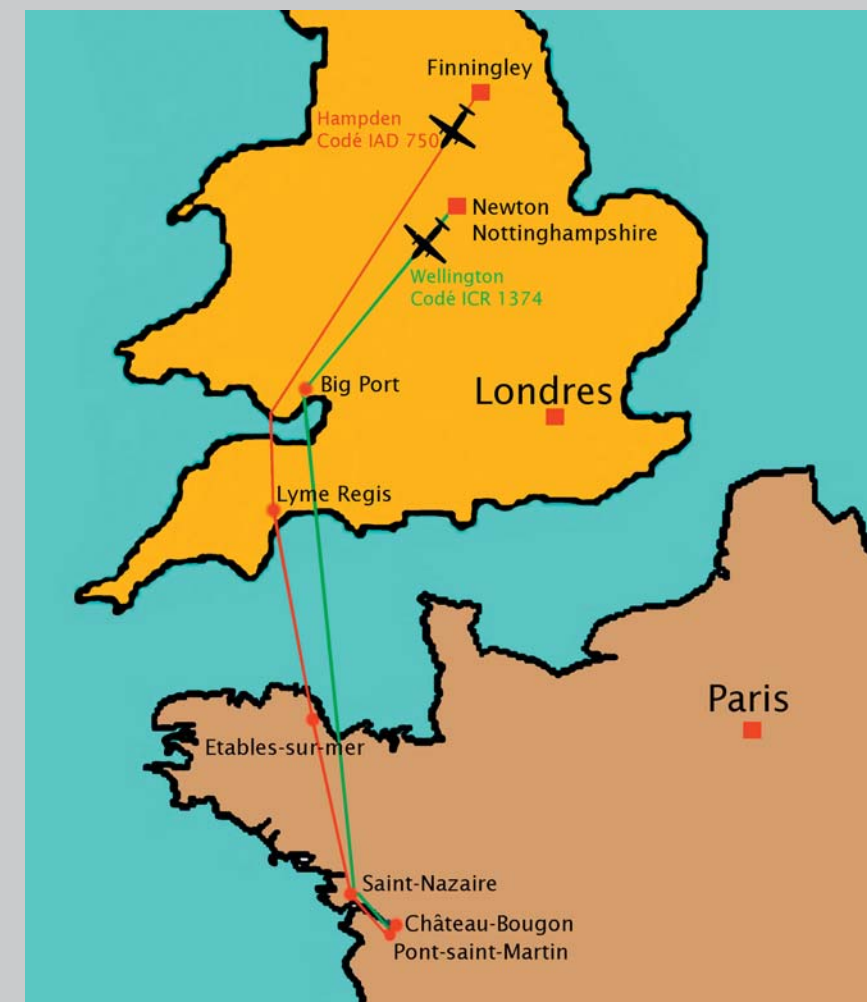 Finningley
Hampden
Codé IAD 750
Newton
Nottinghampshire
Wellington
Codé ICR 1374
Big Port
Londres
Lyme Regis
Paris
Etables-sur-mer
Saint-Nazaire
Château-Bougon
Pont-saint-Martin